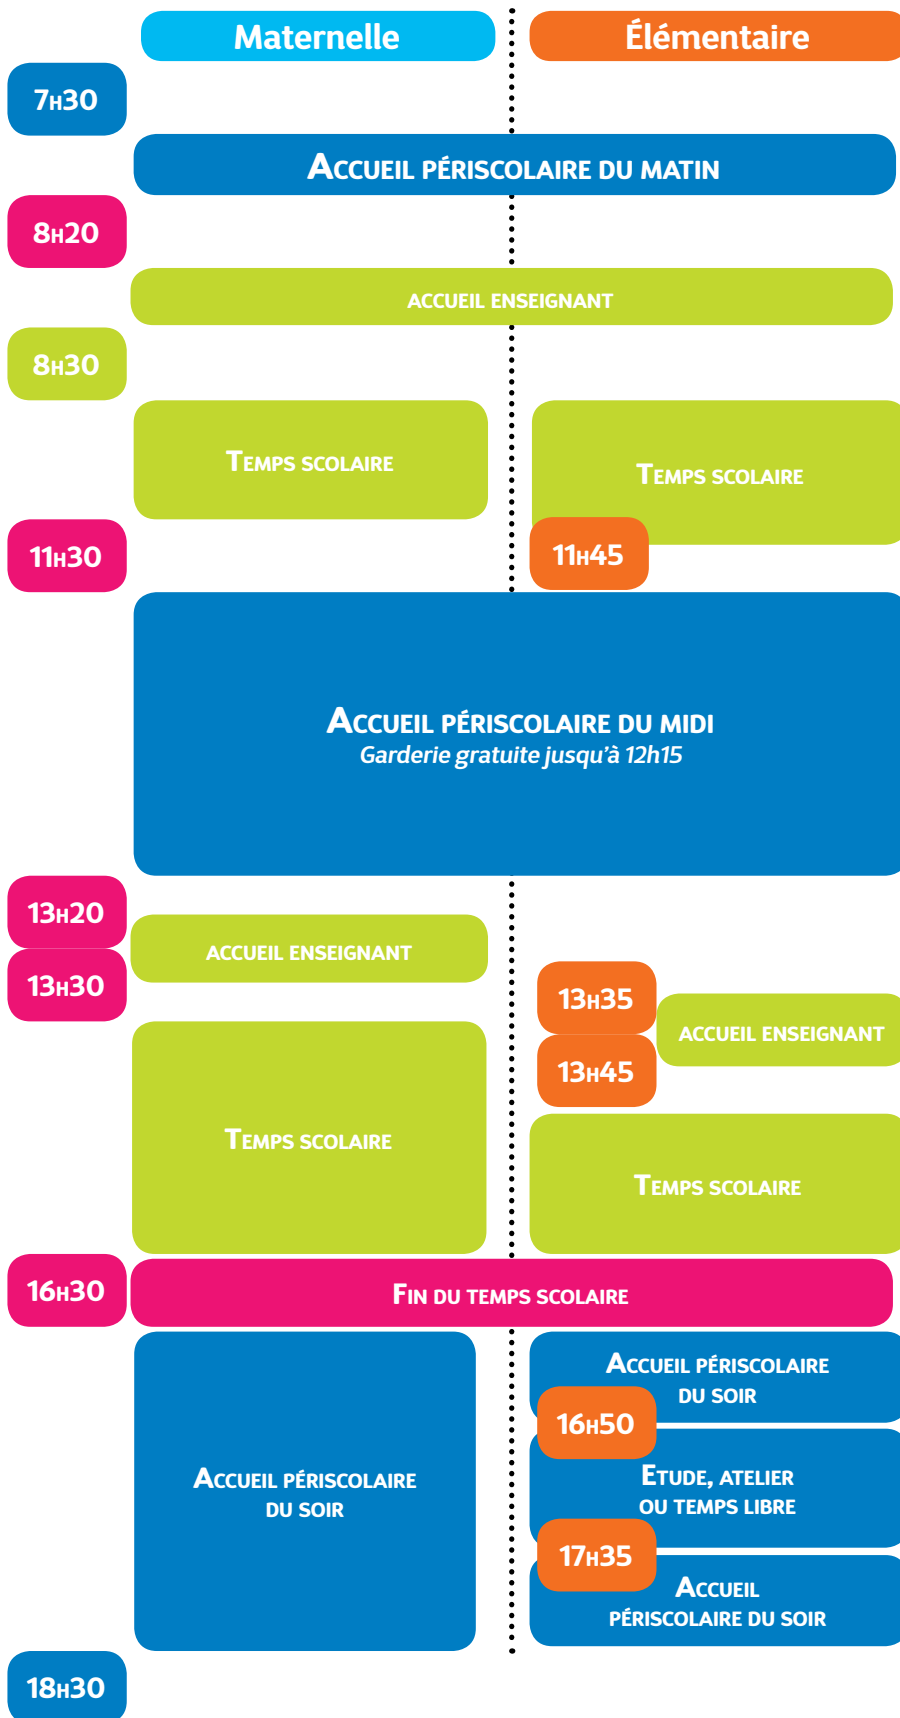 Maternelle
Élémentaire
7H30
ACCUEIL PÉRISCOLAIRE DU MATIN
8H20
ACCUEIL ENSEIGNANT
8H30
TEMPS SCOLAIRE
TEMPS SCOLAIRE
11H30
11H45
ACCUEIL PÉRISCOLAIRE DU MIDI
Garderie gratuite jusqu'à 12h15
13H20
ACCUEIL ENSEIGNANT
13H30
13H35
ACCUEIL ENSEIGNANT
13H45
TEMPS SCOLAIRE
TEMPS SCOLAIRE
16H30
FIN DU TEMPS SCOLAIRE
ACCUEIL PÉRISCOLAIRE
DU SOIR
16H50
ACCUEIL PÉRISCOLAIRE
DU SOIR
ETUDE, ATELIER
OU TEMPS LIBRE
17H35
ACCUEIL
PÉRISCOLAIRE DU SOIR
18H30